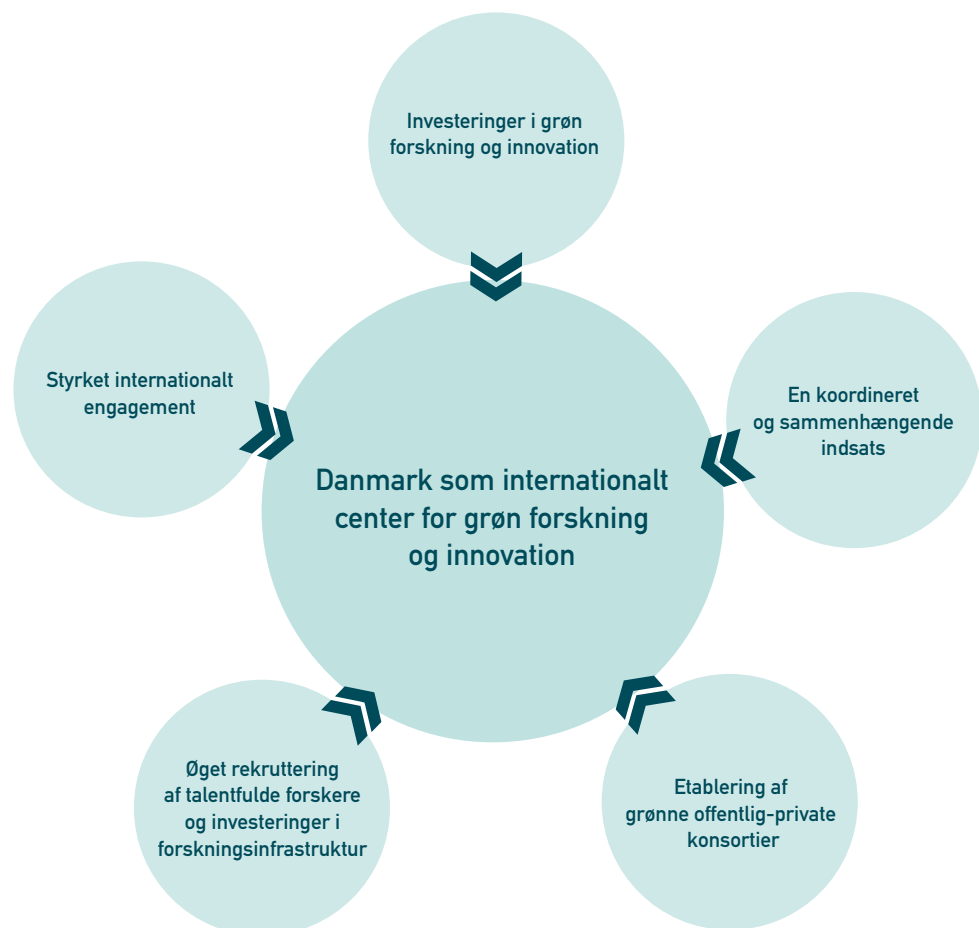 Investeringer i grøn
forskning og innovation
Styrket internationalt
engagement
En koordineret
og sammenhængende
indsats
Danmark som internationalt
center for grøn forskning
og innovation
Øget rekruttering
af talentfulde forskere
og investeringer i
forskningsinfrastruktur
Etablering af
grønne offentlig-private
konsortier